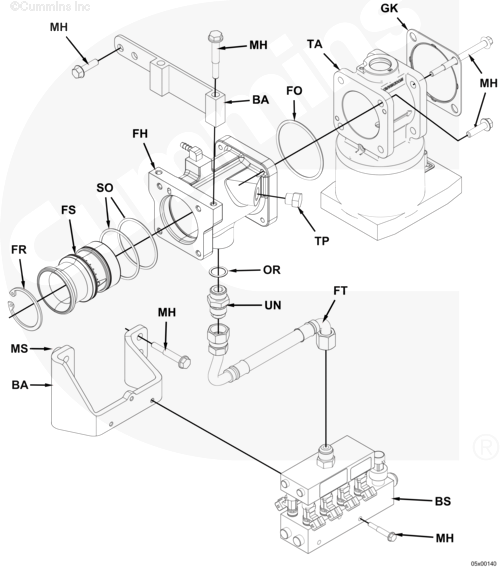 ©Cummins Inc
GK
MH
MH
TA
BA
FO
MH
FH
SO
FS
TP
FR
OR
FT
UN
MH
MS
BA
BS
MH
05x00140
Cummins
®